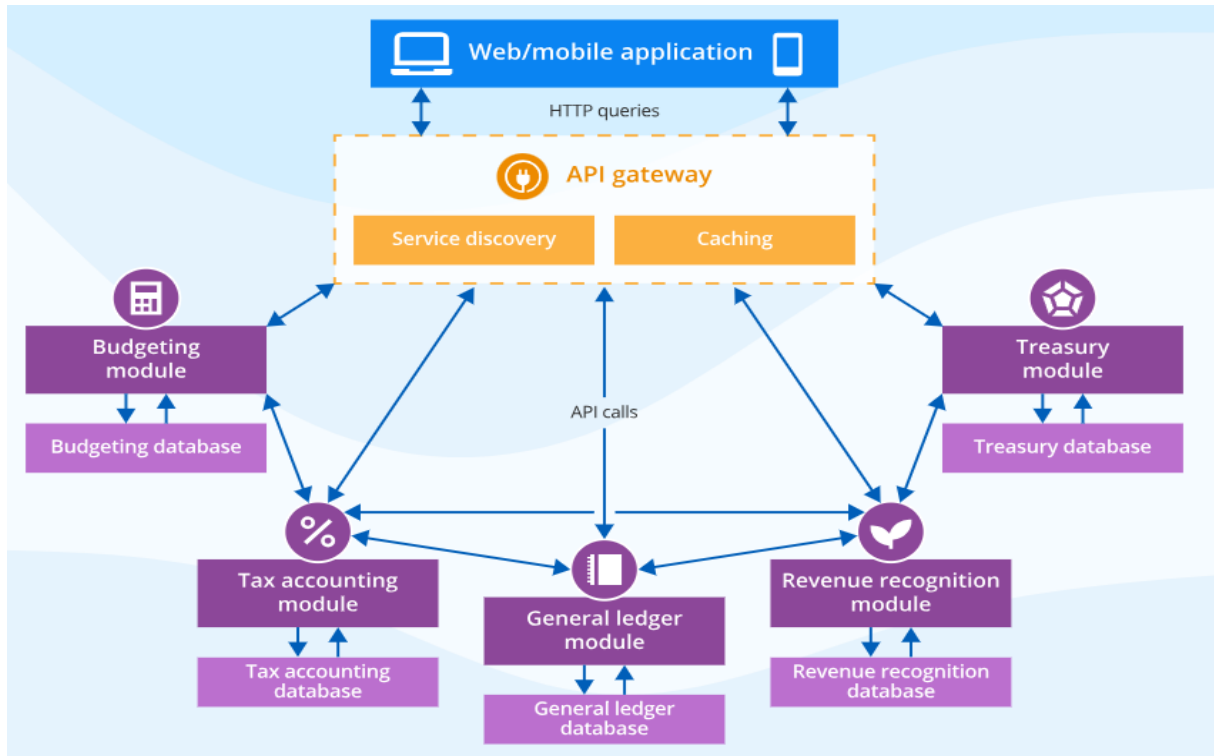 Web/mobile application
HTTP queries
API gateway
Service discovery
Caching
Budgeting
module
Budgeting database
Treasury
module
Treasury database
API calls
%
Tax accounting
module
Tax accounting
database
General ledger
module
General ledger
database
Revenue recognition
module
Revenue recognition
database